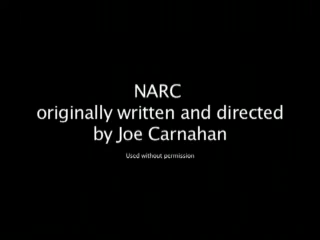 NARC
originally written and directed
by Joe Carnahan
Used without permission